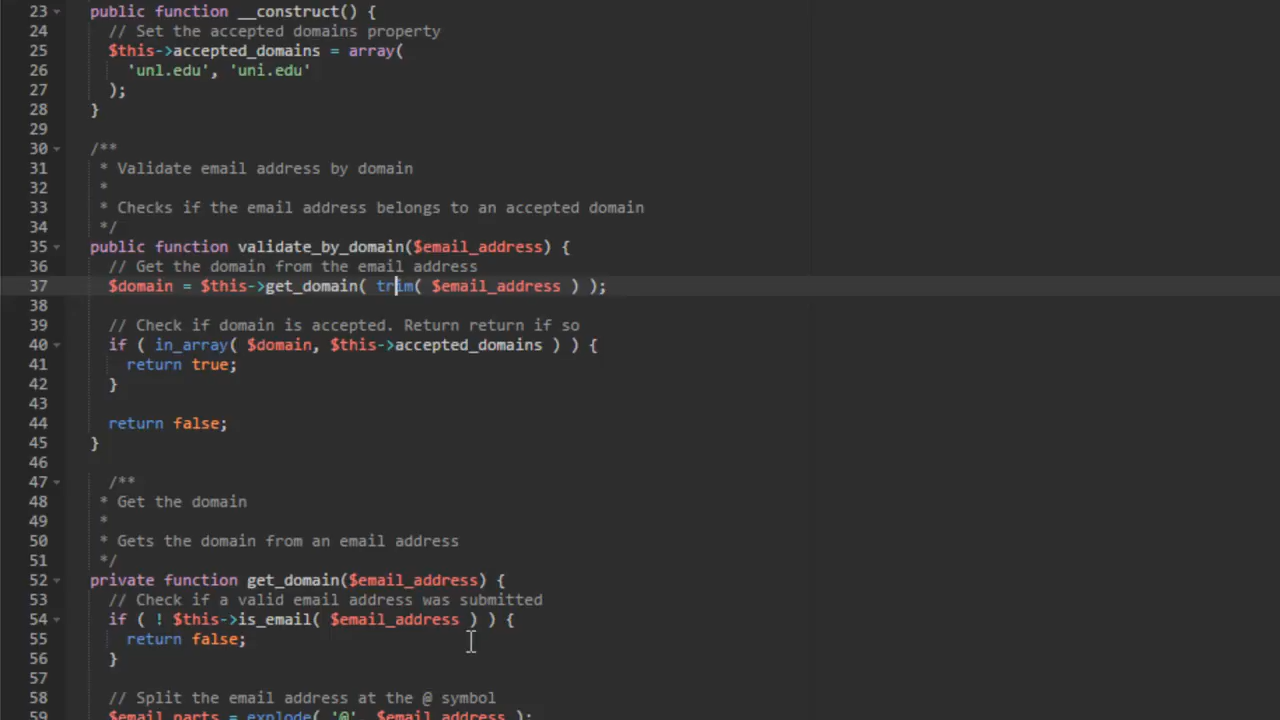 23 public function __construct() {
24 // Set the accepted domains property
25 $this->accepted_domains = array(
26 'unl.edu', 'uni.edu'
27 );
28 }
29
30 /**
31 * Validate email address by domain
32 *
33 * Checks if the email address belongs to an accepted domain
34 */
35 public function validate_by_domain($email_address) {
36 // Get the domain from the email address
37 $domain = $this->get_domain( trim( $email_address ) );
38
39 // Check if domain is accepted. Return return if so
40 if ( in_array( $domain, $this->accepted_domains ) ) {
41 return true;
42 }
43
44 return false;
45 }
46
47 /**
48 * Get the domain
49 *
50 * Gets the domain from an email address
51 */
52 private function get_domain($email_address) {
53 // Check if a valid email address was submitted
54 if ( ! $this->is_email( $email_address ) ) {
55 return false;
56 }
57
58 // Split the email address at the @ symbol
59 $email_parts = explode( '@', $email_address );